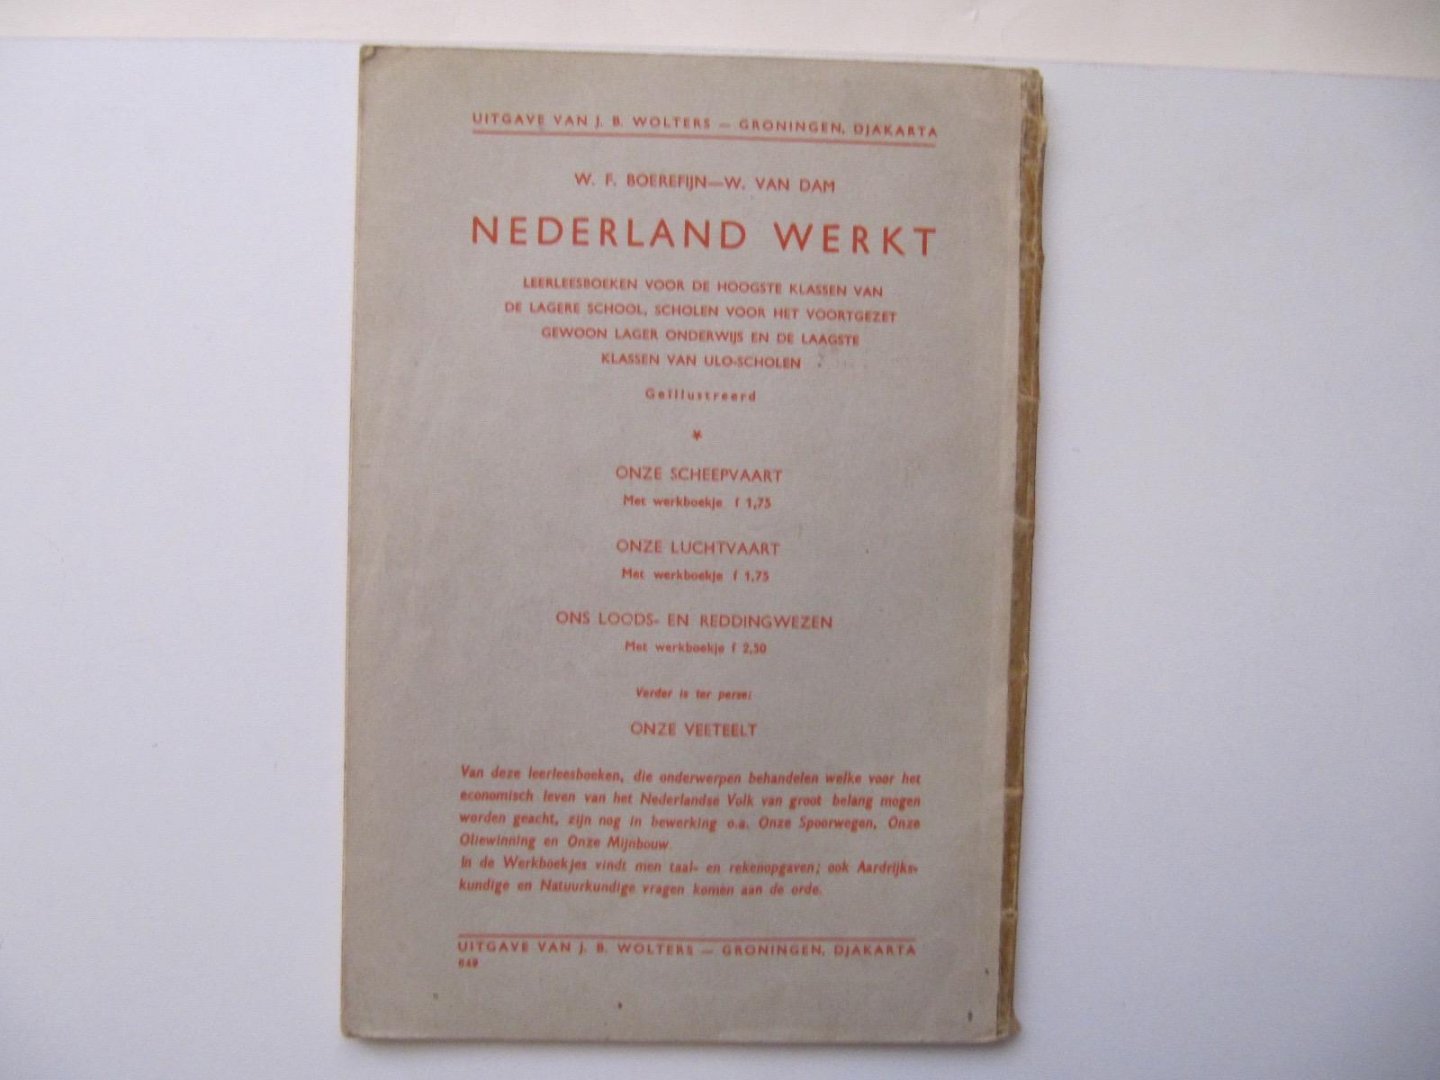 UITGAVE VAN J. B. WOLTERS — GRONINGEN, DJAKARTA
W. F. BOEREFIJN—W. VAN DAM
NEDERLAND WERKT
LEERLEESBOEKEN VOOR DE HOOGSTE KLASSEN VAN
DE LAGERE SCHOOL, SCHOLEN VOOR HET VOORTGEZET
GEWOON LAGER ONDERWIJS EN DE LAAGSTE
KLASSEN VAN ULO-SCHOLEN
Geïllustreerd
*
ONZE SCHEEPVAART
Met werkboekje f 1,75
ONZE LUCHTVAART
Met werkboekje f 1,75
ONS LOODS- EN REDDINGWEZEN
Met werkboekje f 2,50
Verder is ter perse:
ONZE VEETEELT
Van deze leerleesboeken, die onderwerpen behandelen welke voor het
economisch leven van het Nederlandse Volk van groot belang mogen
worden geacht, zijn nog in bewerking o.a. Onze Spoorwegen, Onze
Oliewinning en Onze Mijnbouw.
In de Werkboekjes vindt men taal- en rekenopgaven; ook Aardrijks-
kundige en Natuurkundige vragen komen aan de orde.
UITGAVE VAN J. B. WOLTERS — GRONINGEN, DJAKARTA
649